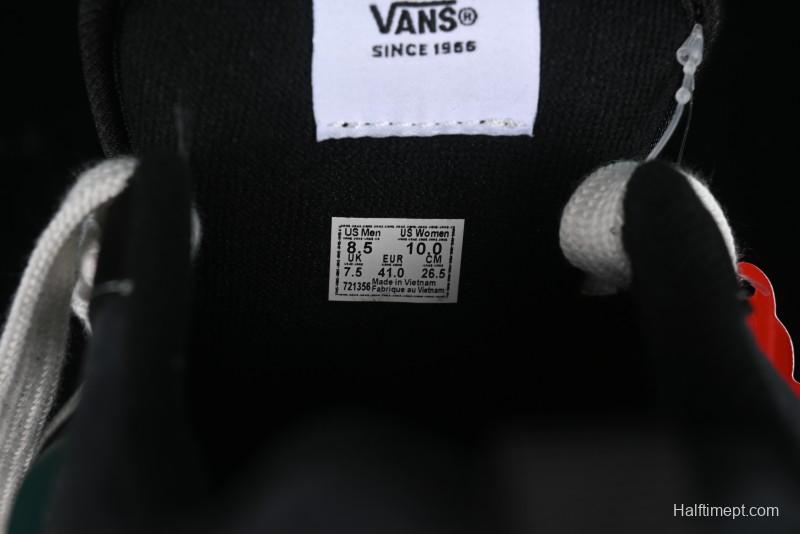 VANS®
SINCE 1966
US Men US Women
8.5 10.0
UK EUR CM
7.5 41.0 26.5
721356 Made in Vietnam
Fabrique au Vietnam
Halftimept.com